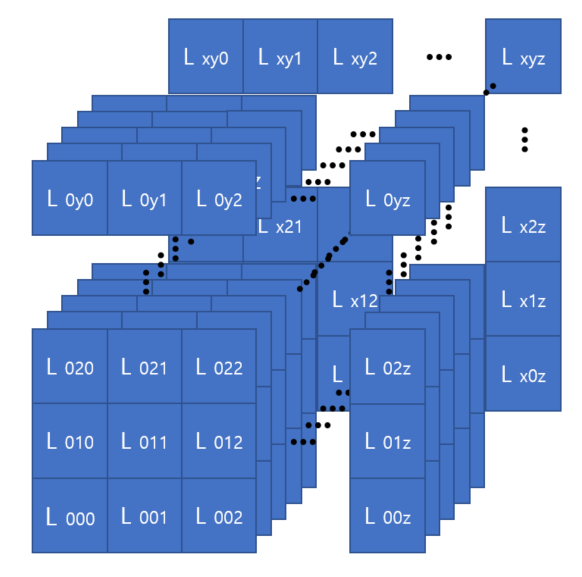 L xy0 L xy1 L xy2 L xyz
z
L 0y0 L 0y1 L 0y2 L 0yz
L x21 L x2z
L x12 L x1z
L 020 L 021 L 022 L L 02z L x0z
L 010 L 011 L 012 L 01z
L 000 L 001 L 002 L 00z